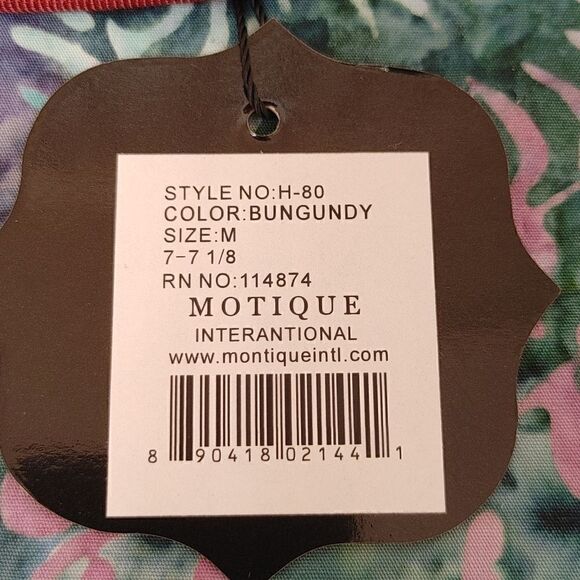 STYLE NO:H-80
COLOR:BUNGUNDY
SIZE:M
7-7 1/8
RN NO:114874
MOTIQUE
INTERANTIONAL
www.montiqueintl.com
8 90418 02144 1